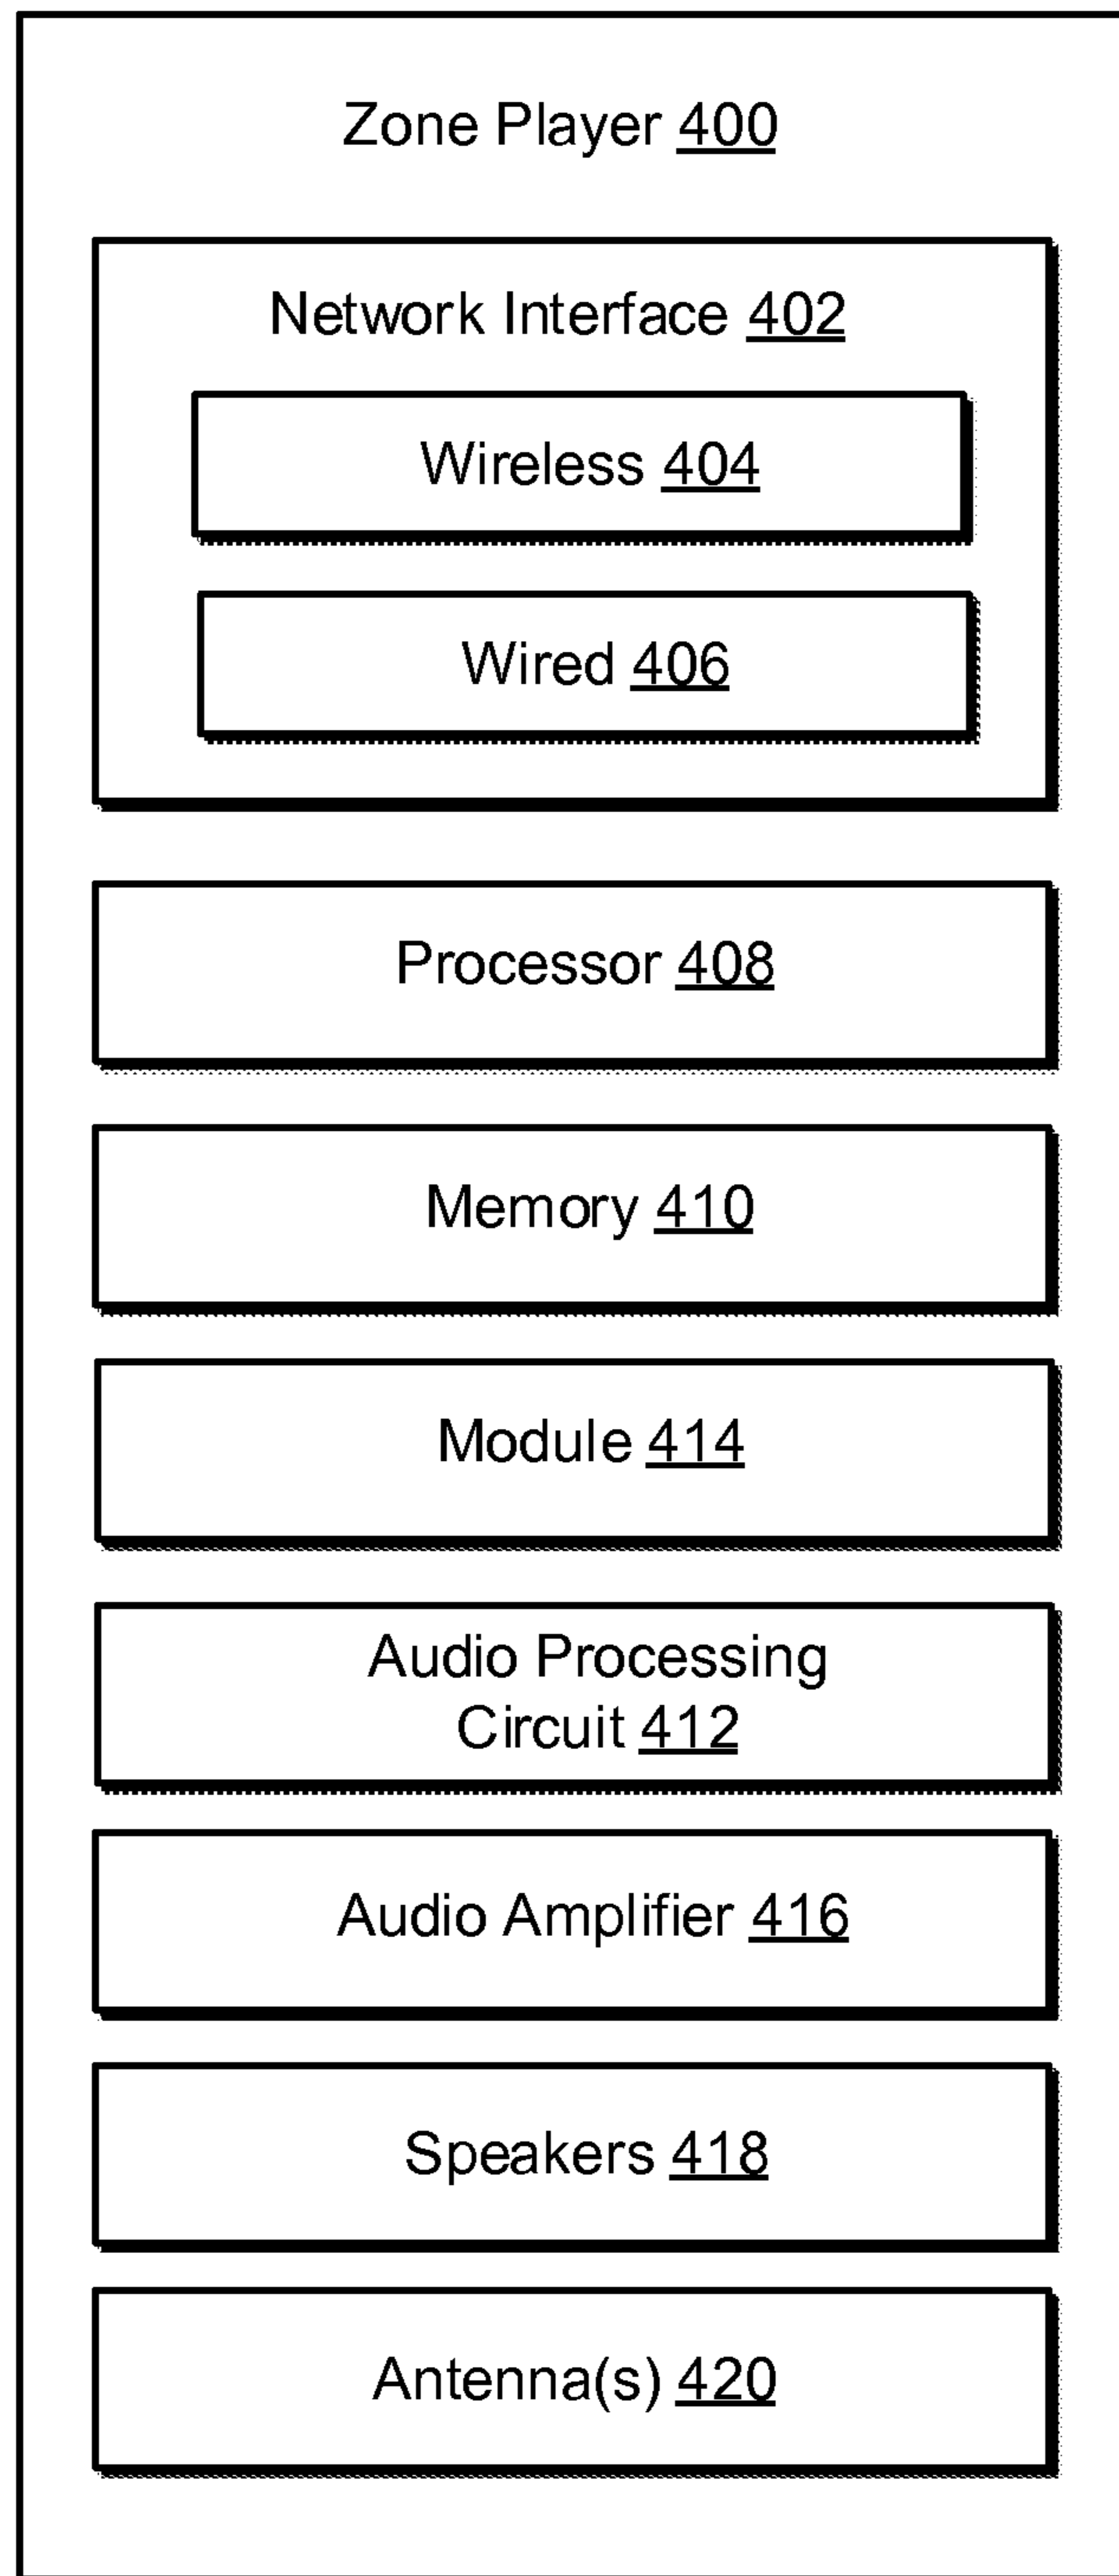 Zone Player 400
Network Interface 402
Wireless 404
Wired 406
Processor 408
Memory 410
Module 414
Audio Processing
Circuit 412
Audio Amplifier 416
Speakers 418
Antenna(s) 420